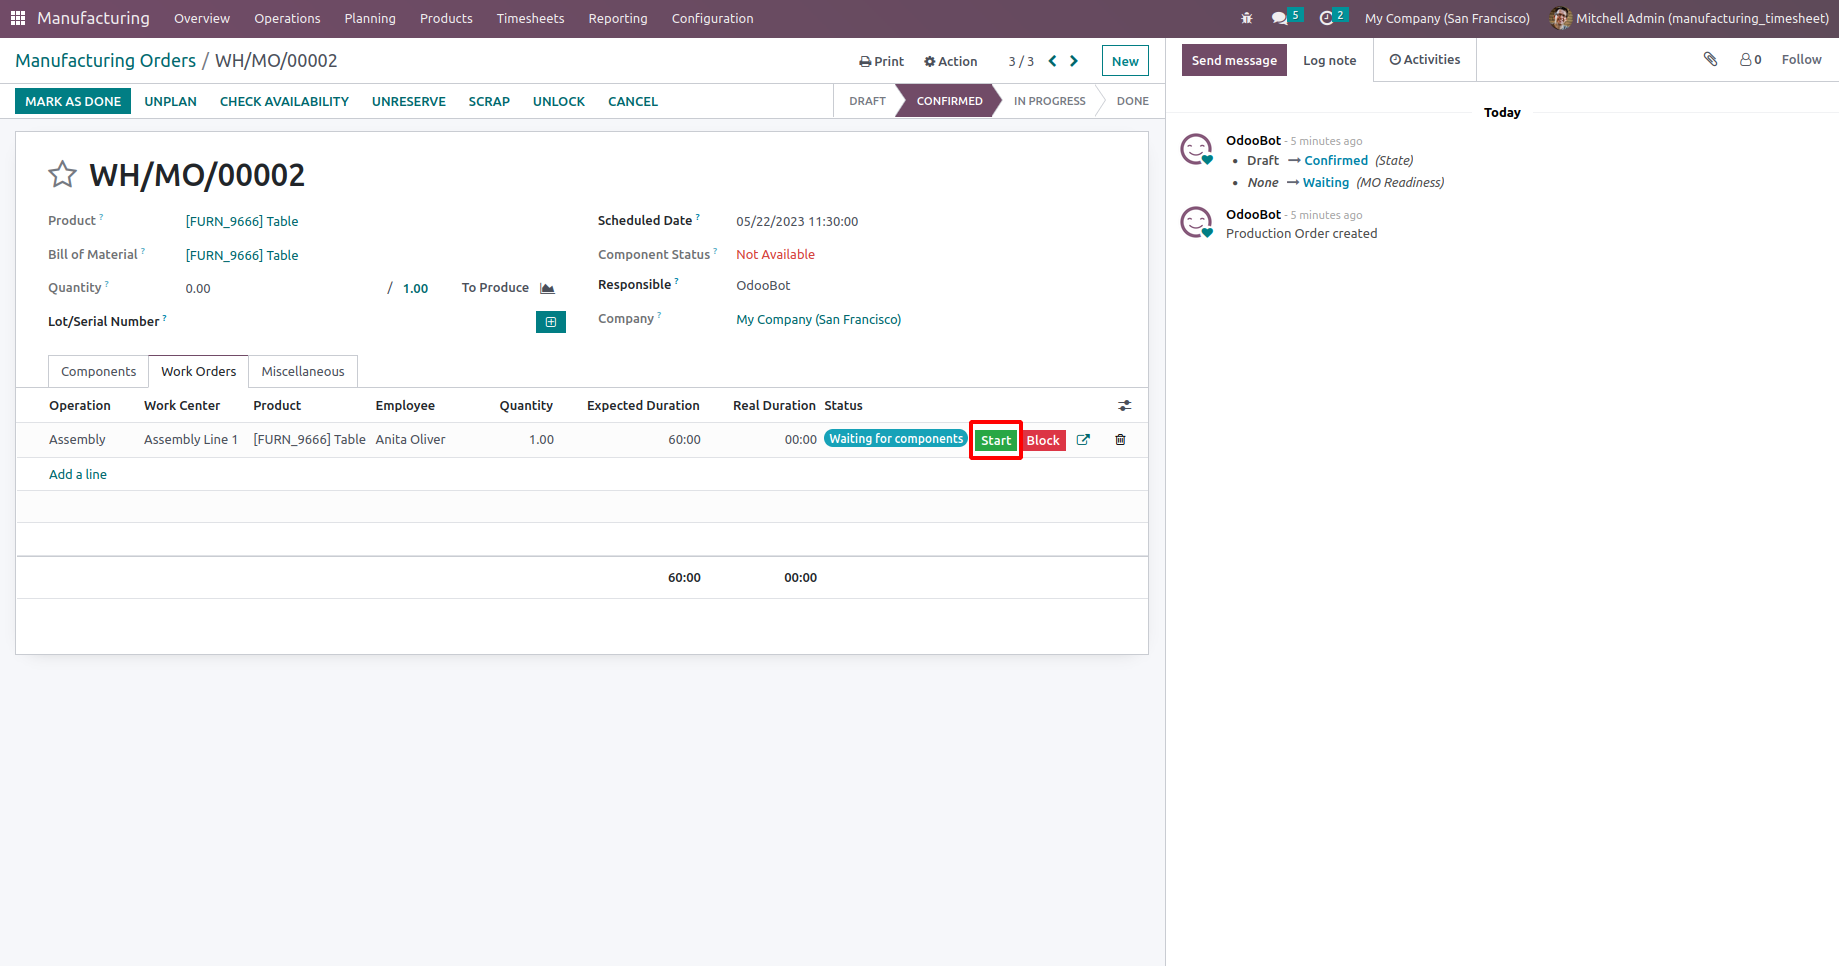 Manufacturing Overview Operations Planning Products Timesheets Reporting Configuration 5 2 My Company (San Francisco) Mitchell Admin (manufacturing_timesheet)
Manufacturing Orders / WH/MO/00002 Print Action 3 / 3 New
MARK AS DONE UNPLAN CHECK AVAILABILITY UNRESERVE SCRAP UNLOCK CANCEL DRAFT CONFIRMED IN PROGRESS DONE
WH/MO/00002
Product ? [FURN_9666] Table Scheduled Date ? 05/22/2023 11:30:00
Bill of Material ? [FURN_9666] Table Component Status ? Not Available
Quantity ? 0.00 / 1.00 To Produce Responsible ? OdooBot
Lot/Serial Number ? Company ? My Company (San Francisco)
Components Work Orders Miscellaneous
Operation Work Center Product Employee Quantity Expected Duration Real Duration Status
Assembly Assembly Line 1 [FURN_9666] Table Anita Oliver 1.00 60:00 00:00 Waiting for components Start Block
Add a line
60:00 00:00
Send message Log note Activities 0 Follow
Today
OdooBot - 5 minutes ago
• Draft → Confirmed (State)
• None → Waiting (MO Readiness)
OdooBot - 5 minutes ago
Production Order created